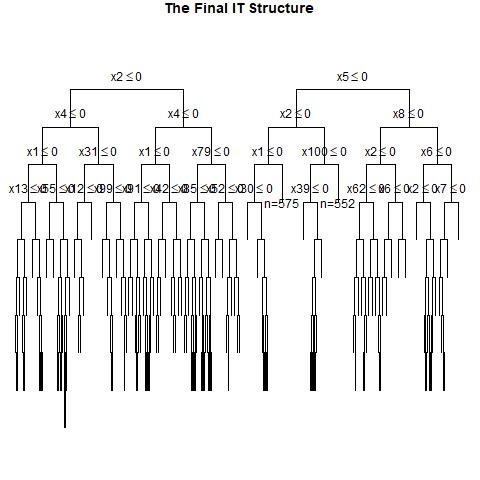 The Final IT Structure
x2 ≤ 0 x5 ≤ 0
x4 ≤ 0 x4 ≤ 0 x2 ≤ 0 x8 ≤ 0
x1 ≤ 0 x31 ≤ 0 x1 ≤ 0 x79 ≤ 0 x1 ≤ 0 x100 ≤ 0 x2 ≤ 0 x6 ≤ 0
x13 ≤ x39 ≤ 0 x62 ≤ x7 ≤ 0
n=575 n=552